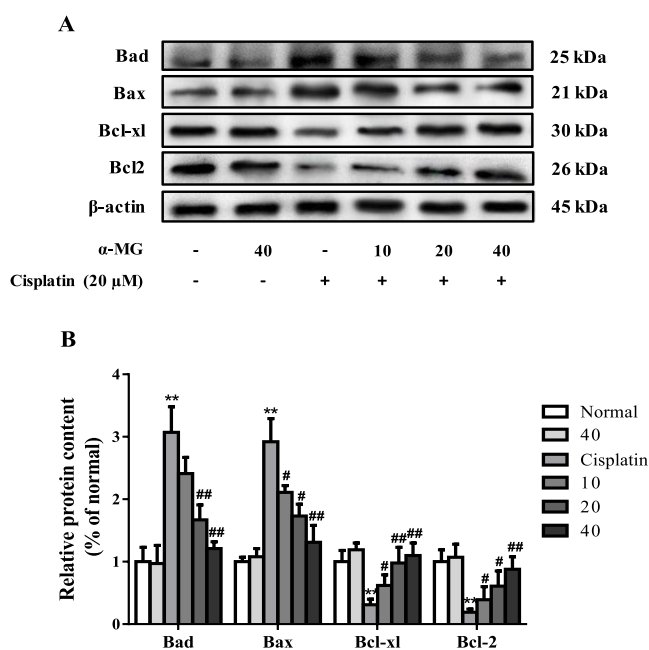 A
Bad 25 kDa
Bax 21 kDa
Bcl-xl 30 kDa
Bcl2 26 kDa
β-actin 45 kDa
α-MG - 40 - 10 20 40
Cisplatin (20 μM) - - + + + +
B
Relative protein content
(% of normal)
4
3
2
1
0
**
##
##
**
#
#
##
**
#
##
##
**
#
#
##
Bad Bax Bcl-xl Bcl-2
Normal
40
Cisplatin
10
20
40